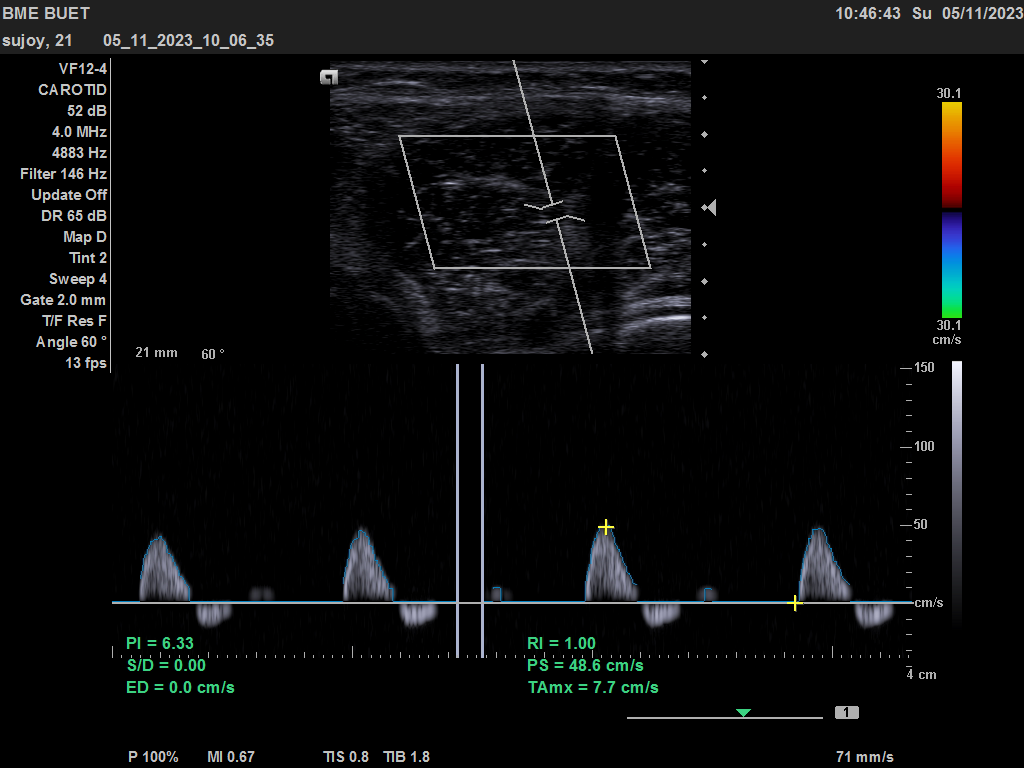 BME BUET
10:46:43 Su 05/11/2023
sujoy, 21 05_11_2023_10_06_35
VF12-4
CAROTID
52 dB
4.0 MHz
4883 Hz
Filter 146 Hz
Update Off
DR 65 dB
Map D
Tint 2
Sweep 4
Gate 2.0 mm
T/F Res F
Angle 60 °
13 fps
21 mm 60 °
30.1
30.1
cm/s
150
100
50
cm/s
4 cm
PI = 6.33
S/D = 0.00
ED = 0.0 cm/s
RI = 1.00
PS = 48.6 cm/s
TAmx = 7.7 cm/s
1
P 100% MI 0.67 TIS 0.8 TIB 1.8 71 mm/s